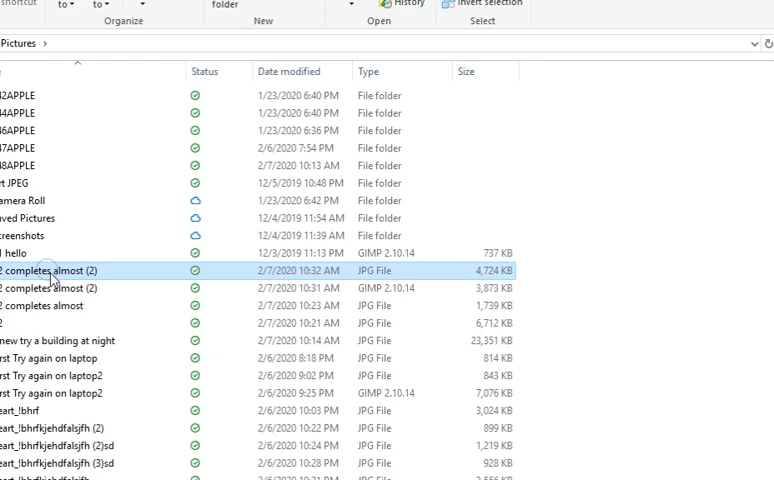 shortcut to to folder History Invert selection
Organize New Open Select
Pictures
Status Date modified Type Size
42APPLE 1/23/2020 6:40 PM File folder
44APPLE 1/23/2020 6:40 PM File folder
46APPLE 1/23/2020 6:36 PM File folder
47APPLE 2/6/2020 7:54 PM File folder
48APPLE 2/7/2020 10:13 AM File folder
rt JPEG 12/5/2019 10:48 PM File folder
amera Roll 1/23/2020 6:42 PM File folder
aved Pictures 12/4/2019 11:54 AM File folder
creenshots 12/4/2019 11:39 AM File folder
hello 12/3/2019 11:13 PM GIMP 2.10.14 737 KB
2 completes almost (2) 2/7/2020 10:32 AM JPG File 4,724 KB
2 completes almost (2) 2/7/2020 10:31 AM GIMP 2.10.14 3,873 KB
2 completes almost 2/7/2020 10:23 AM JPG File 1,739 KB
2 2/7/2020 10:21 AM JPG File 6,712 KB
new try a building at night 2/7/2020 10:14 AM JPG File 23,351 KB
rst Try again on laptop 2/6/2020 8:18 PM JPG File 814 KB
rst Try again on laptop2 2/6/2020 9:02 PM JPG File 843 KB
rst Try again on laptop2 2/6/2020 9:25 PM GIMP 2.10.14 7,076 KB
eart_!bhrf 2/6/2020 10:03 PM JPG File 3,024 KB
eart_!bhrfkjehdfalsjfh (2) 2/6/2020 10:22 PM JPG File 899 KB
eart_!bhrfkjehdfalsjfh (2)sd 2/6/2020 10:24 PM JPG File 1,219 KB
eart_!bhrfkjehdfalsjfh (3)sd 2/6/2020 10:28 PM JPG File 928 KB